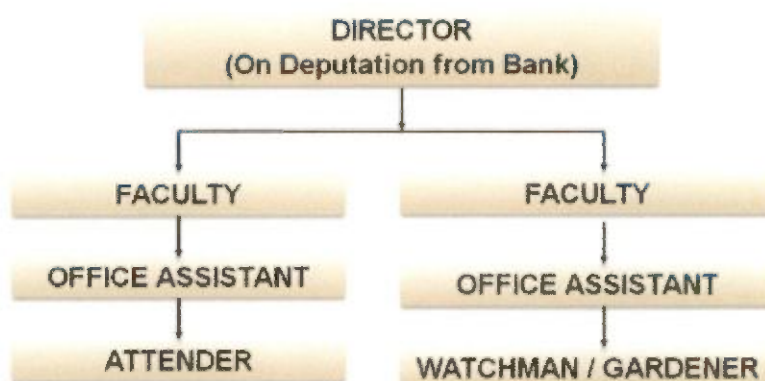 DIRECTOR
(On Deputation from Bank)
FACULTY
FACULTY
OFFICE ASSISTANT
OFFICE ASSISTANT
ATTENDER
WATCHMAN / GARDENER